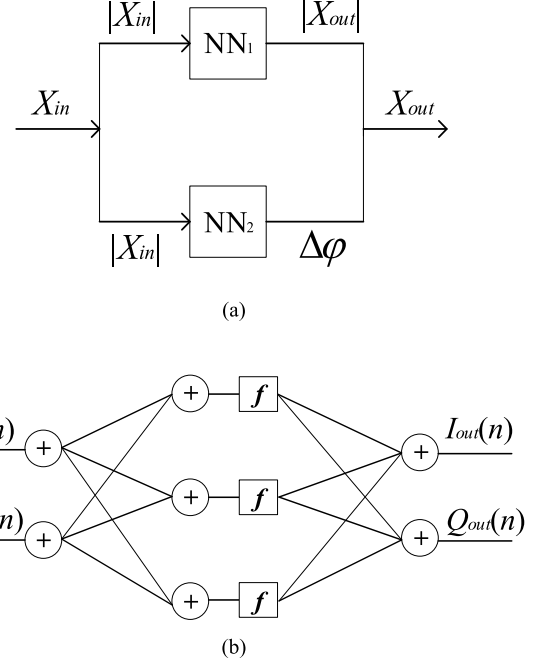 |Xin| NN1 |Xout|
Xin Xout
|Xin| NN2 Δφ
(a)
+ f
n) + + Iout(n)
+ f
n) + + Qout(n)
+ f
(b)